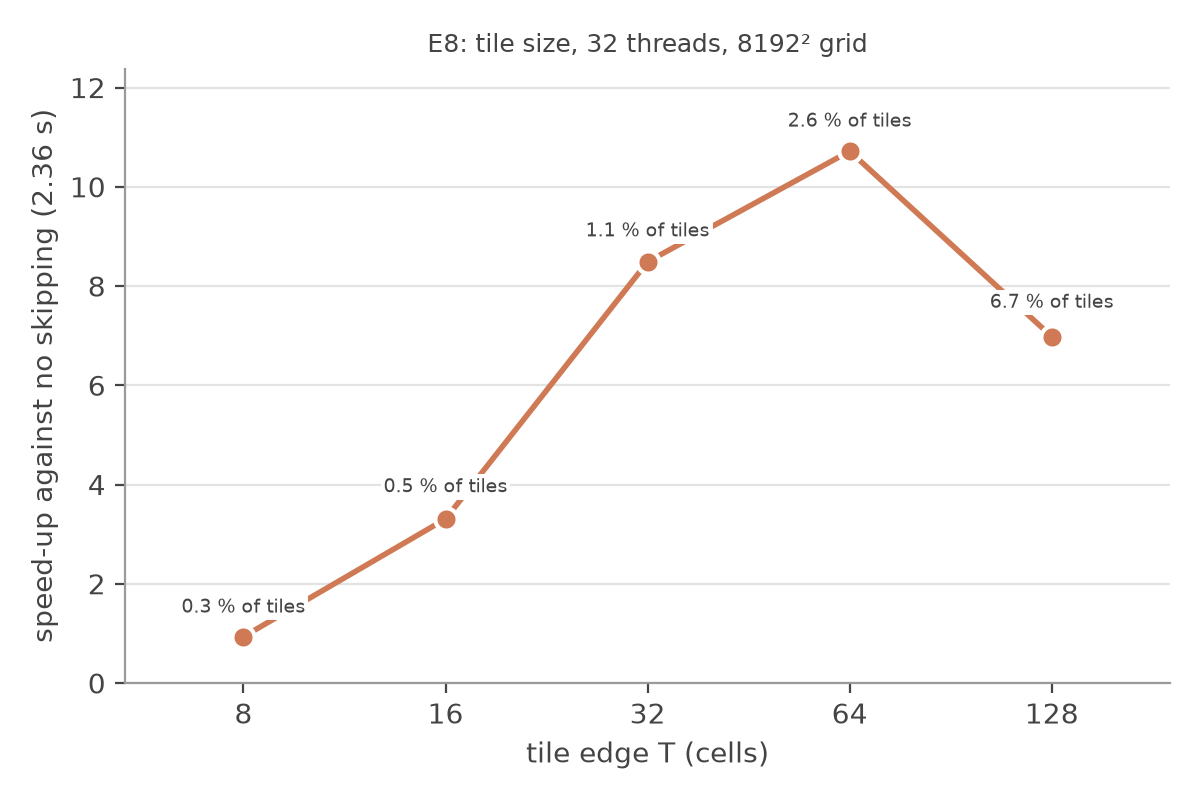 E8: tile size, 32 threads, 8192² grid
speed-up against no skipping (2.36 s)
12
10
8
6
4
2
0
2.6 % of tiles
1.1 % of tiles
6.7 % of tiles
0.5 % of tiles
0.3 % of tiles
8
16
32
64
128
tile edge T (cells)